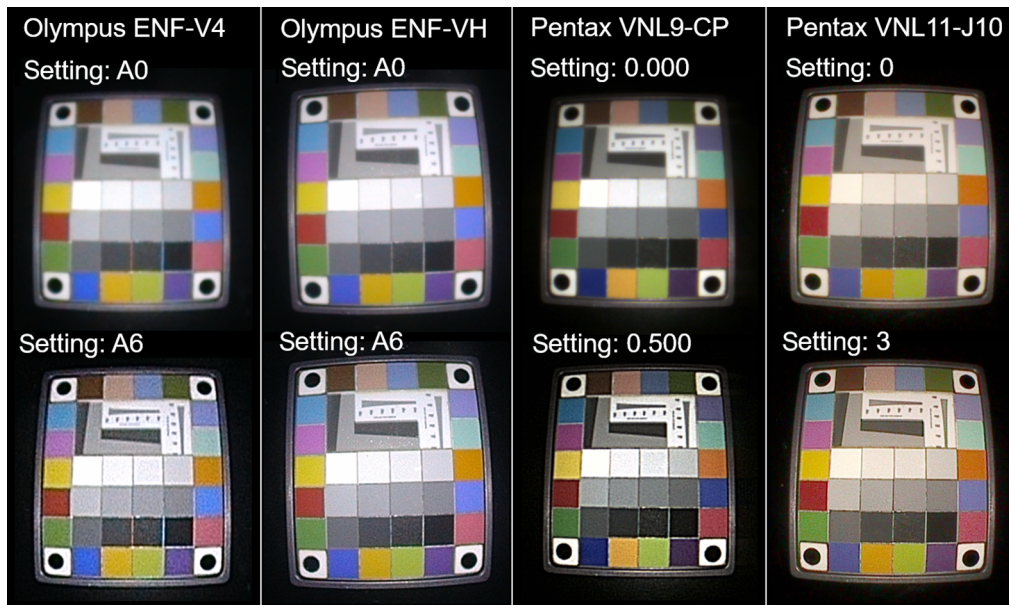 Olympus ENF-V4
Setting: A0
Olympus ENF-VH
Setting: A0
Pentax VNL9-CP
Setting: 0.000
Pentax VNL11-J10
Setting: 0
Setting: A6
Setting: A6
Setting: 0.500
Setting: 3